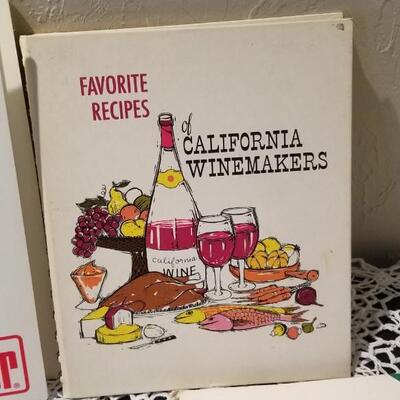 FAVORITE
RECIPES
of
CALIFORNIA
WINEMAKERS
california
WINE